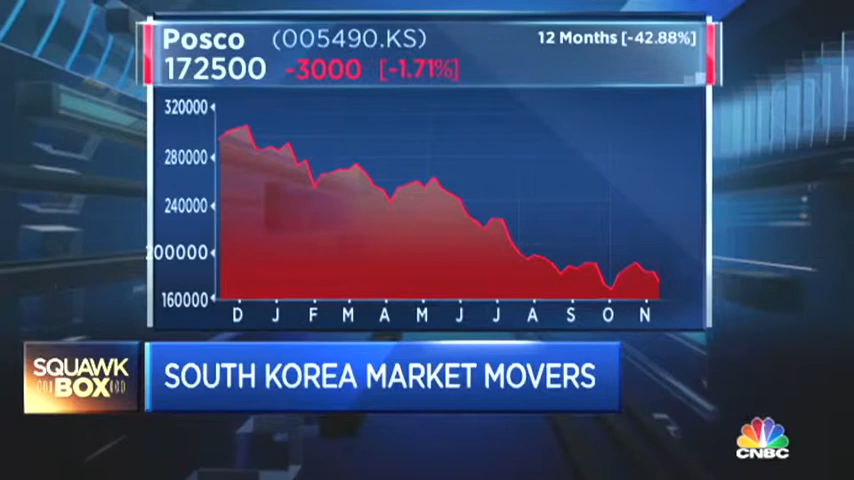 Posco (005490.KS) 12 Months [-42.88%]
172500 -3000 [-1.71%]
320000
280000
240000
200000
160000
D J F M A M J J A S O N
SQUAWK BOX
SOUTH KOREA MARKET MOVERS
CNBC